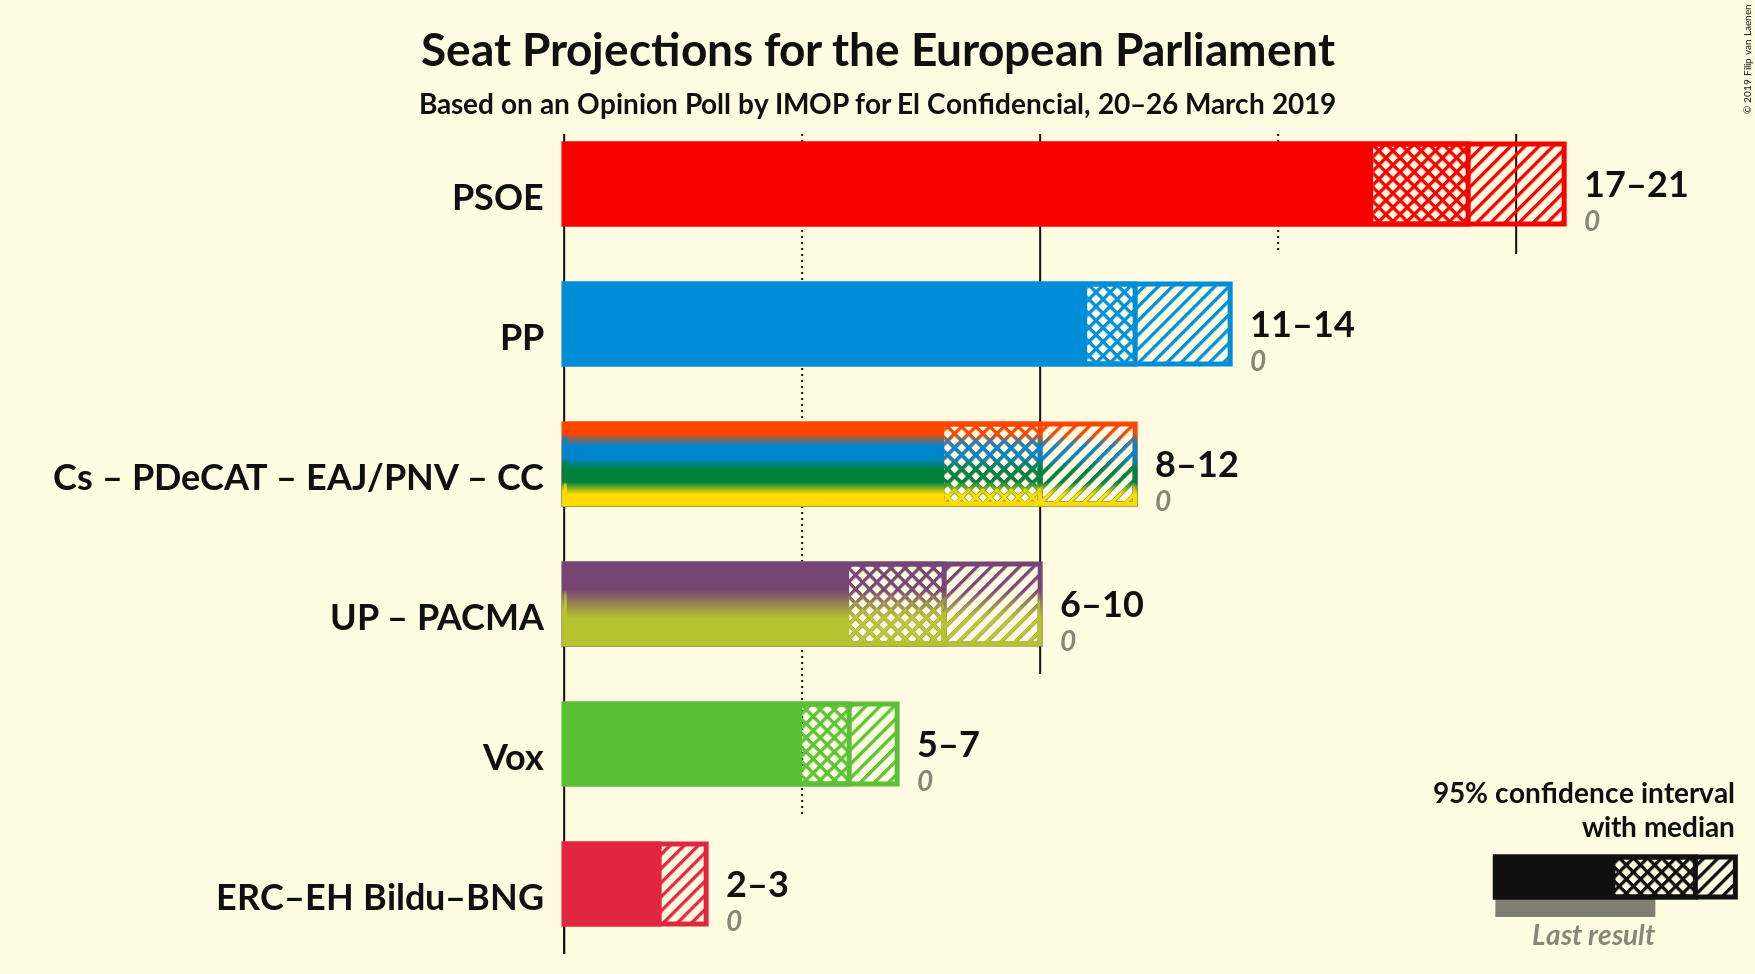 Seat Projections for the European Parliament
Based on an Opinion Poll by IMOP for El Confidencial, 20–26 March 2019
© 2019 Filip van Laenen
PSOE
17–21
0
PP
11–14
0
Cs – PDeCAT – EAJ/PNV – CC
8–12
0
UP – PACMA
6–10
0
Vox
5–7
0
ERC–EH Bildu–BNG
2–3
0
95% confidence interval
with median
Last result